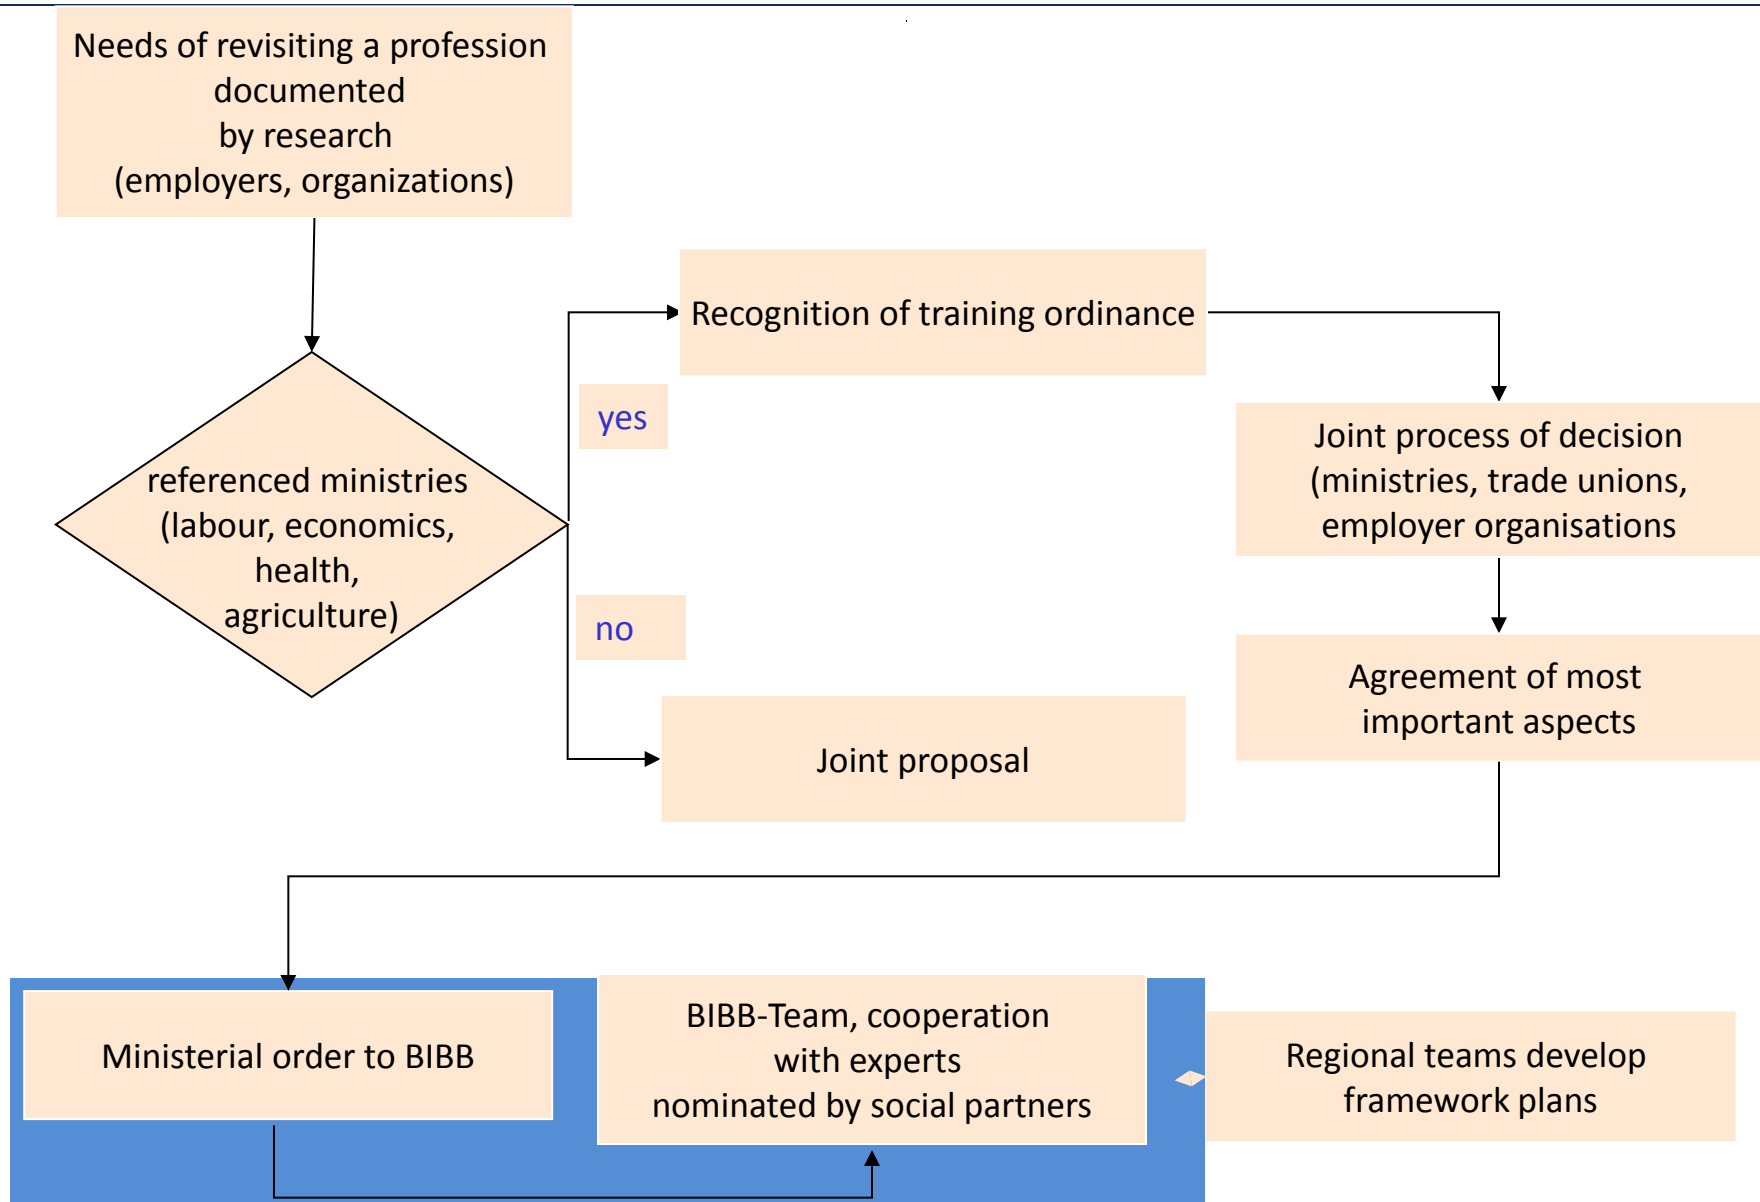 Needs of revisiting a profession
documented
by research
(employers, organizations)
Recognition of training ordinance
yes
referenced ministries
(labour, economics,
health,
agriculture)
Joint process of decision
(ministries, trade unions,
employer organisations
no
Agreement of most
important aspects
Joint proposal
Ministerial order to BIBB
BIBB-Team, cooperation
with experts
nominated by social partners
Regional teams develop
framework plans